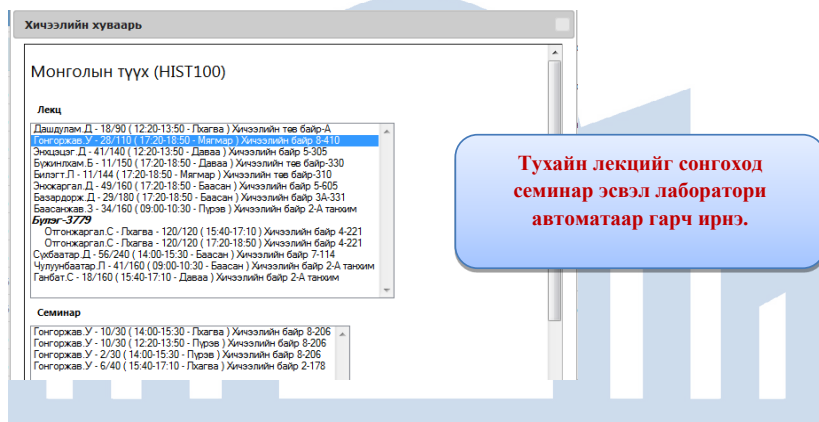 Хичээлийн хуваарь
Монголын түүх (HIST100)
Лекц
Дашдулам.Д - 18/90 ( 12:20-13:50 - Лхагва ) Хичээлийн төв байр-А
Гонгоржав.У - 28/110 ( 17:20-18:50 - Мягмар ) Хичээлийн байр 8-410
Энхцэцэг.Д - 41/140 ( 12:20-13:50 - Даваа ) Хичээлийн байр 5-305
Бужинлхам.Б - 11/150 ( 17:20-18:50 - Даваа ) Хичээлийн төв байр-330
Билэгт.П - 11/144 ( 17:20-18:50 - Мягмар ) Хичээлийн төв байр-310
Энхжаргал.Д - 49/160 ( 17:20-18:50 - Баасан ) Хичээлийн байр 5-605
Базардорж.Д - 29/180 ( 17:20-18:50 - Баасан ) Хичээлийн байр 3А-331
Баасанжав.З - 34/160 ( 09:00-10:30 - Пүрэв ) Хичээлийн байр 2-А танхим
Бүлэг-3779
Отгонжаргал.С - Лхагва - 120/120 ( 15:40-17:10 ) Хичээлийн байр 4-221
Отгонжаргал.С - Лхагва - 120/120 ( 17:20-18:50 ) Хичээлийн байр 4-221
Сүхбаатар.Д - 56/240 ( 14:00-15:30 - Баасан ) Хичээлийн байр 7-114
Чулуунбаатар.П - 41/160 ( 09:00-10:30 - Баасан ) Хичээлийн байр 2-А танхим
Ганбат.С - 18/160 ( 15:40-17:10 - Даваа ) Хичээлийн байр 2-А танхим
Семинар
Гонгоржав.У - 10/30 ( 14:00-15:30 - Лхагва ) Хичээлийн байр 8-206
Гонгоржав.У - 10/30 ( 12:20-13:50 - Пүрэв ) Хичээлийн байр 8-206
Гонгоржав.У - 2/30 ( 14:00-15:30 - Пүрэв ) Хичээлийн байр 8-206
Гонгоржав.У - 6/40 ( 15:40-17:10 - Лхагва ) Хичээлийн байр 2-178
Тухайн лекцийг сонгоход
семинар эсвэл лаборатори
автоматаар гарч ирнэ.